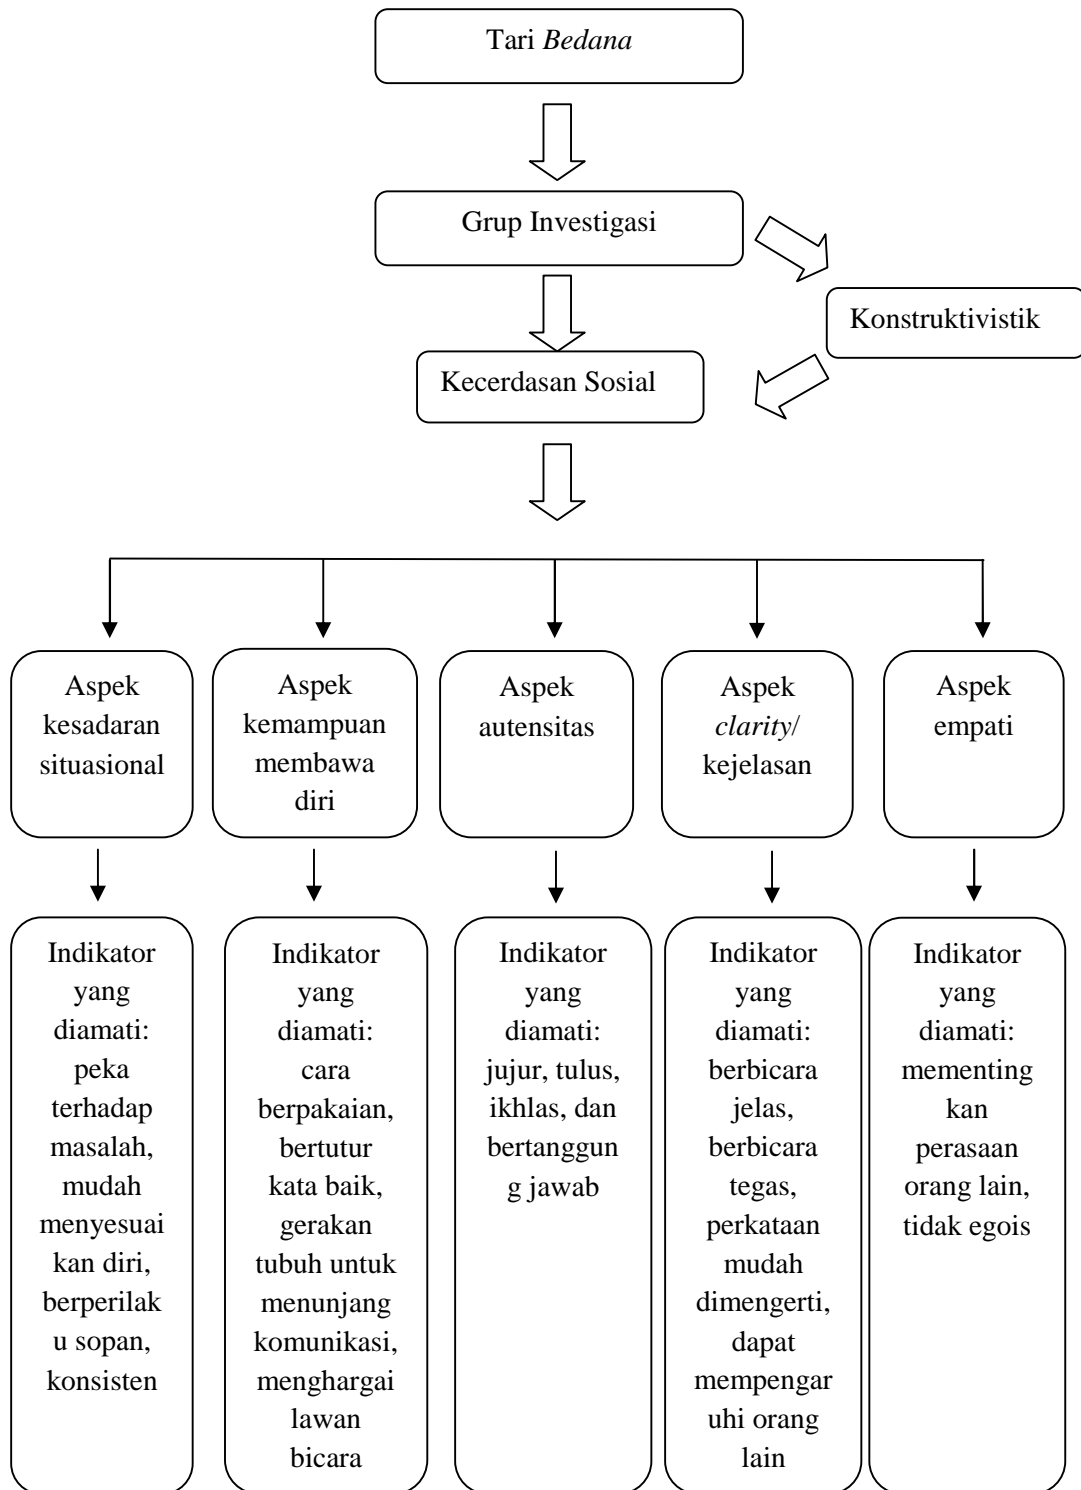 Tari Bedana
Grup Investigasi
Konstruktivistik
Kecerdasan Sosial
Aspek
kesadaran
situasional
Aspek
kemampuan
membawa
diri
Aspek
autensitas
Aspek
clarity/
kejelasan
Aspek
empati
Indikator
yang
diamati:
peka
terhadap
masalah,
mudah
menyesuai
kan diri,
berperilak
u sopan,
konsisten
Indikator
yang
diamati:
cara
berpakaian,
bertutur
kata baik,
gerakan
tubuh untuk
menunjang
komunikasi,
menghargai
lawan
bicara
Indikator
yang
diamati:
jujur, tulus,
ikhlas, dan
bertanggun
g jawab
Indikator
yang
diamati:
berbicara
jelas,
berbicara
tegas,
perkataan
mudah
dimengerti,
dapat
mempengar
uhi orang
lain
Indikator
yang
diamati:
mementing
kan
perasaan
orang lain,
tidak egois